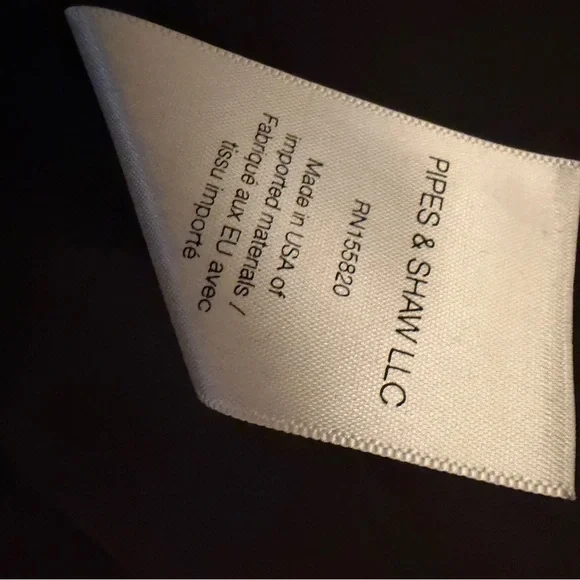 PIPES & SHAW LLC
RN155820
Made in USA of
imported materials /
Fabriqué aux EU avec
tissu importé